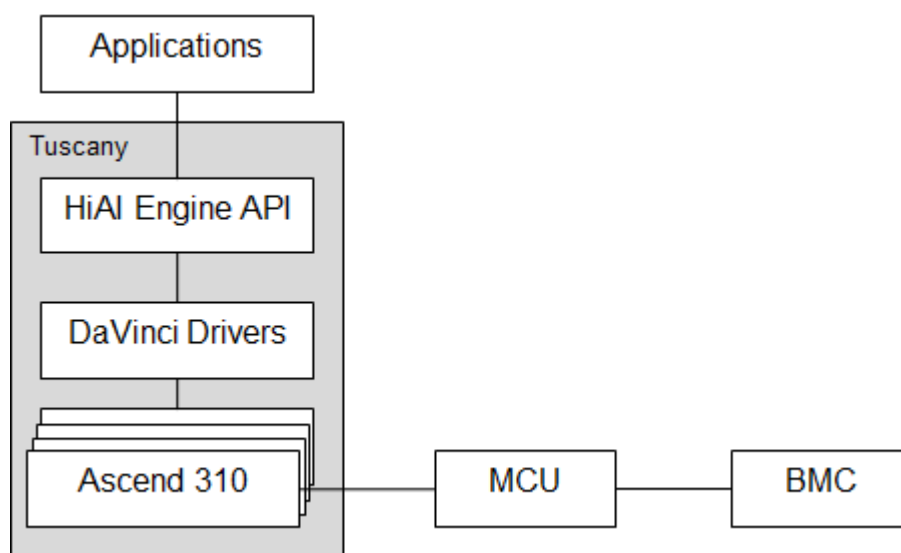 Applications
Tuscany
HiAI Engine API
DaVinci Drivers
Ascend 310
MCU
BMC